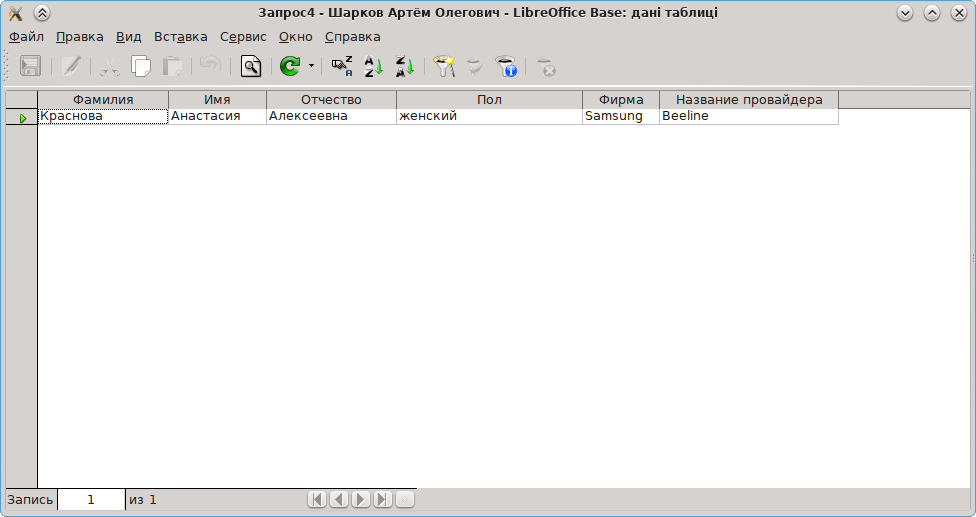 Запрос4 - Шарков Артём Олегович - LibreOffice Base: дані таблиці
Файл Правка Вид Вставка Сервис Окно Справка
Фамилия Имя Отчество Пол Фирма Название провайдера
Краснова Анастасия Алексеевна женский Samsung Beeline
Запись 1 из 1